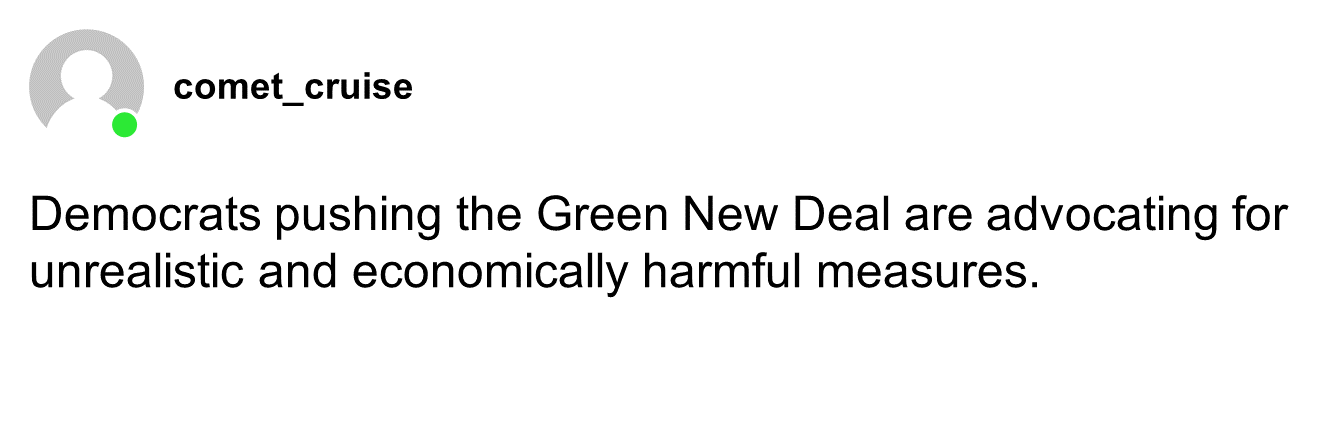 comet_cruise
Democrats pushing the Green New Deal are advocating for
unrealistic and economically harmful measures.